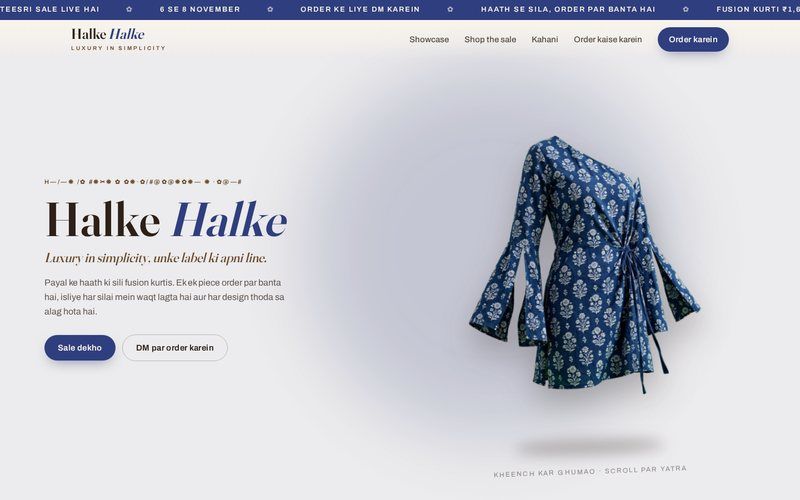 TEESRI SALE LIVE HAI ✿ 6 SE 8 NOVEMBER ✿ ORDER KE LIYE DM KAREIN ✿ HAATH SE SILA, ORDER PAR BANTA HAI ✿ FUSION KURTI ₹1,6
Halke Halke
LUXURY IN SIMPLICITY
Showcase Shop the sale Kahani Order kaise karein Order karein
Halke Halke
Luxury in simplicity, unke label ki apni line.
Payal ke haath ki sili fusion kurtis. Ek ek piece order par banta
hai, isliye har silai mein waqt lagta hai aur har design thoda sa
alag hota hai.
Sale dekho DM par order karein
KHEENCH KAR GHUMAO · SCROLL PAR YATRA